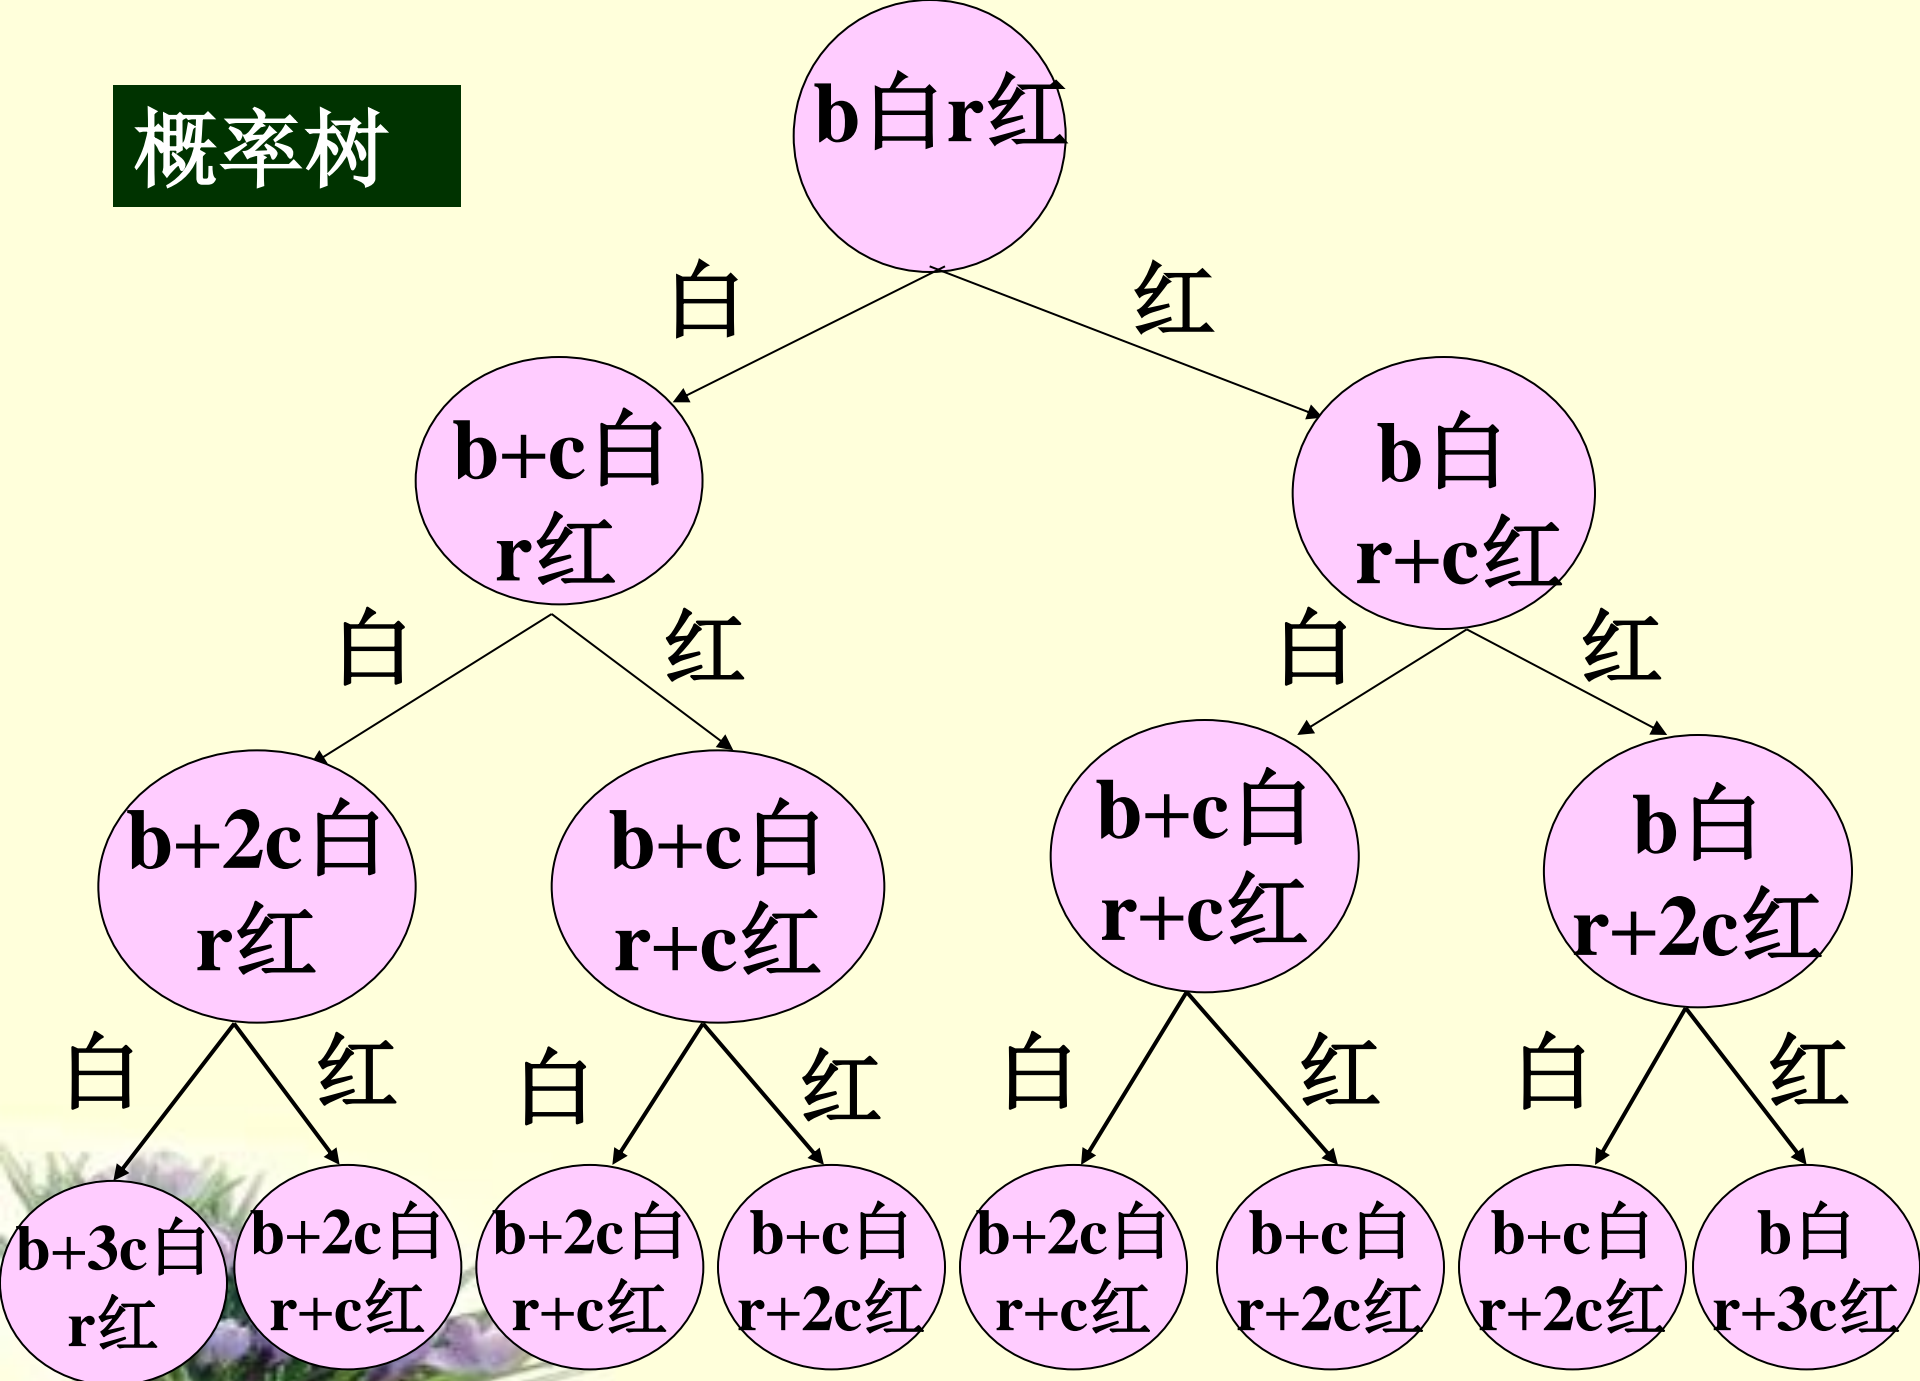 概率树
b白r红
白
红
b+c白
r红
b白
r+c红
白
红
白
红
b+2c白
r红
b+c白
r+c红
b+c白
r+c红
b白
r+2c红
白
红
白
红
白
红
白
红
b+3c白
r红
b+2c白
r+c红
b+2c白
r+c红
b+c白
r+2c红
b+2c白
r+c红
b+c白
r+2c红
b+c白
r+2c红
b白
r+3c红